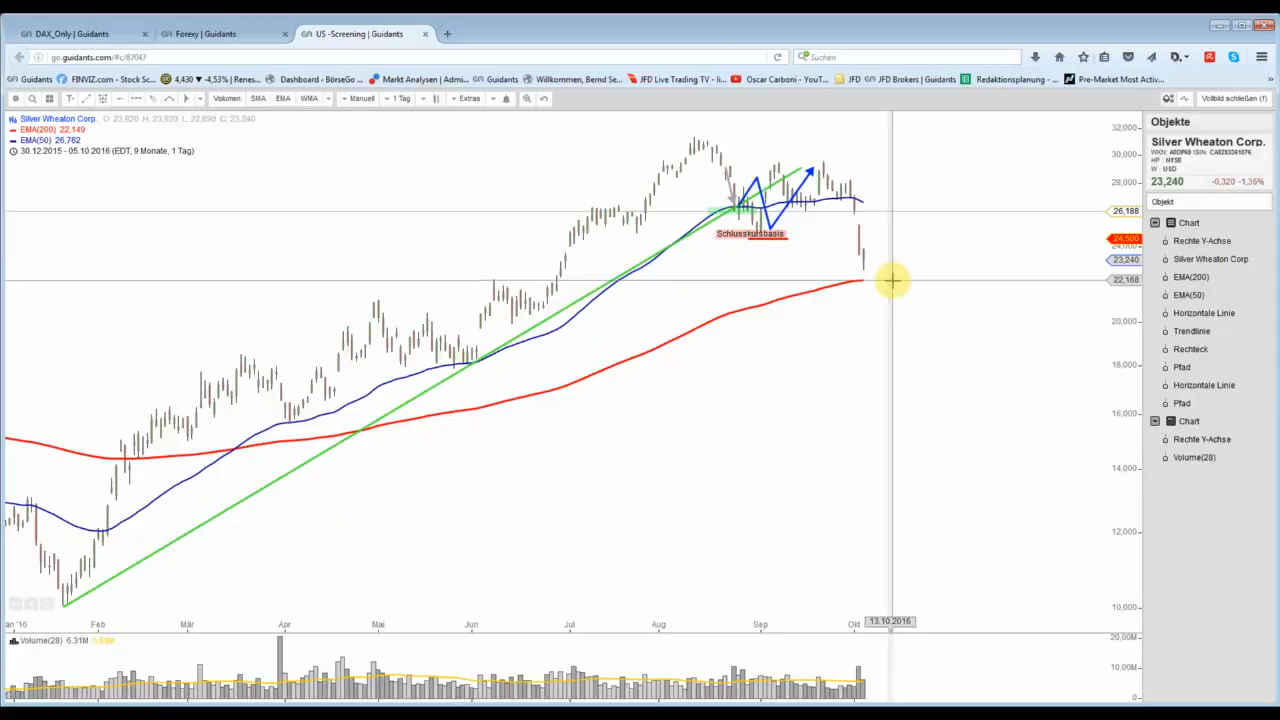 DAX_Only | Guidants
Forexy | Guidants
US -Screening | Guidants
go.guidants.com/#c/87047
Suchen
Guidants
FINVIZ.com - Stock Sc...
4,430 -4,53% | Renes...
Dashboard ‹ BörseGo ...
Markt Analysen | Admi...
Guidants
Willkommen, Bernd Se...
JFD Live Trading TV - li...
Oscar Carboni - YouT...
JFD
JFD Brokers | Guidants
Redaktionsplanung - ...
Pre-Market Most Activ...
Volumen
SMA
EMA
WMA
Manuell
1 Tag
Extras
Vollbild schließen (f)
Silver Wheaton Corp. O: 23,920 H: 23,920 L: 22,690 C: 23,240
EMA(200) 22,149
EMA(50) 26,762
30.12.2015 - 05.10.2016 (EDT, 9 Monate, 1 Tag)
Schlusskursbasis
32,000
30,000
28,000
26,188
24,500
24,000
23,240
22,168
20,000
18,000
16,000
14,000
12,000
10,000
an '16
Feb
Mär
Apr
Mai
Jun
Jul
Aug
Sep
Okt
13.10.2016
Volume(28) 6,31M
20,00M
10,00M
0
Objekte
Silver Wheaton Corp.
WKN: A0DPA9 ISIN: CA8283361076
HP : NYSE
W : USD
23,240 -0,320 -1,36%
Objekt
Chart
Rechte Y-Achse
Silver Wheaton Corp.
EMA(200)
EMA(50)
Horizontale Linie
Trendlinie
Rechteck
Pfad
Horizontale Linie
Pfad
Chart
Rechte Y-Achse
Volume(28)